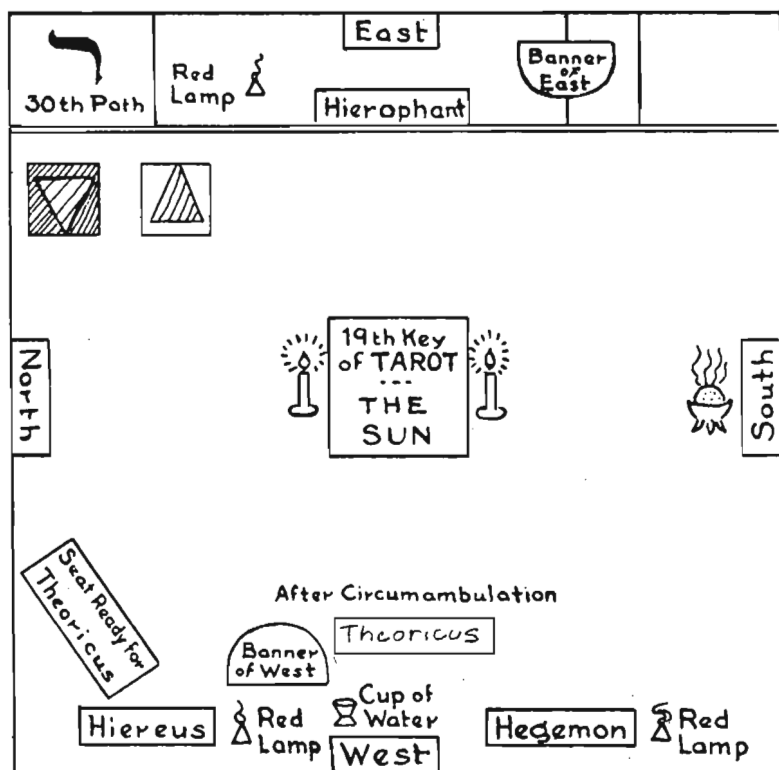 ר
30th Path
Red
Lamp
East
Hierophant
Banner
of
East
North
19th Key
of TAROT
---
THE
SUN
South
Seat Ready for
Theoricus
After Circumambulation
Theoricus
Banner
of West
Hiereus
Red
Lamp
Cup of
Water
West
Hegemon
Red
Lamp